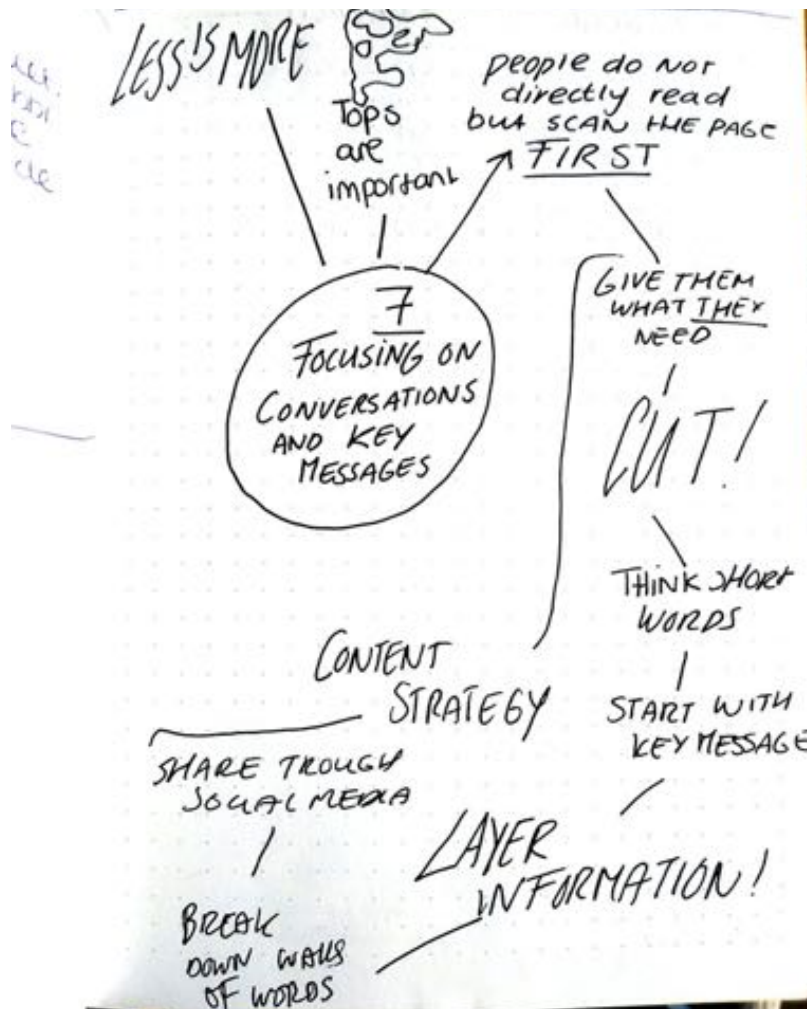 LESS IS MORE
Tops
are
important
people do not
directly read
but SCAN THE PAGE
FIRST
7
FOCUSING ON
CONVERSATIONS
AND KEY
MESSAGES
GIVE THEM
WHAT THEY
NEED
CUT!
THINK SHORT
WORDS
START WITH
KEY MESSAGE
LAYER
INFORMATION!
BREAK
DOWN WALLS
OF WORDS
SHARE TROUGH
SOCIAL MEDIA
CONTENT
STRATEGY